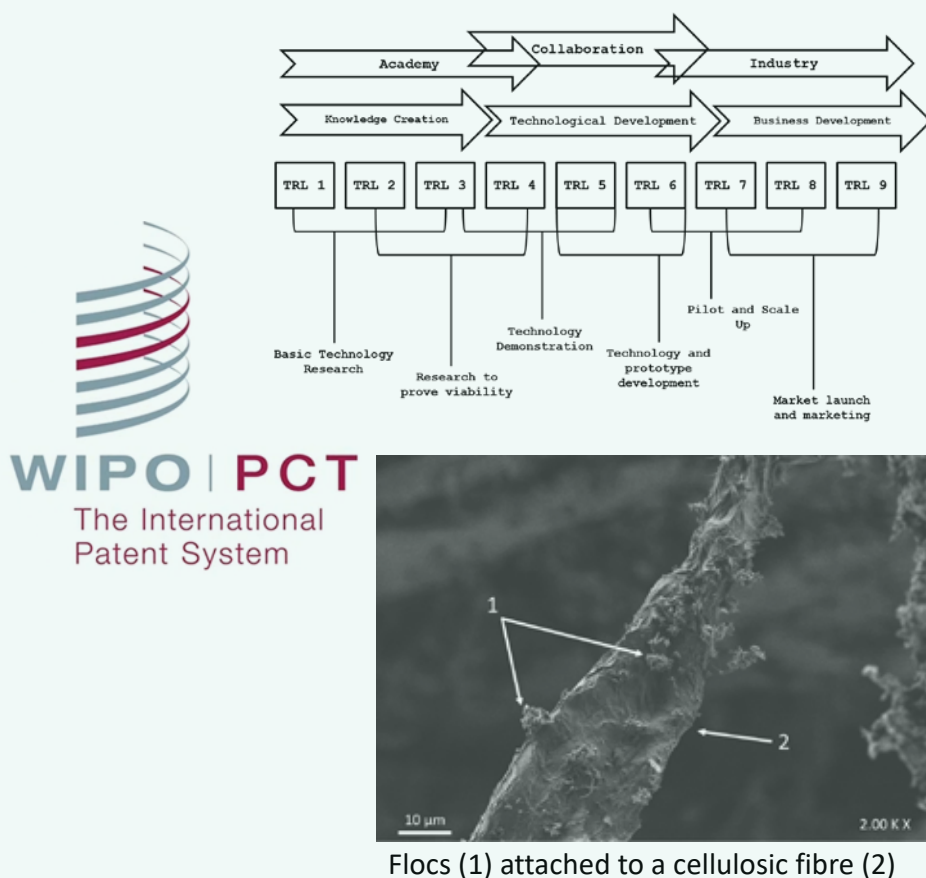 Collaboration
Academy
Industry
Knowledge Creation
Technological Development
Business Development
TRL 1
TRL 2
TRL 3
TRL 4
TRL 5
TRL 6
TRL 7
TRL 8
TRL 9
Pilot and Scale
Up
Technology
Demonstration
Basic Technology
Research
Technology and
prototype
development
Research to
prove viability
Market launch
and marketing
WIPO | PCT
The International
Patent System
1
2
10 µm
2.00 K X
Flocs (1) attached to a cellulosic fibre (2)